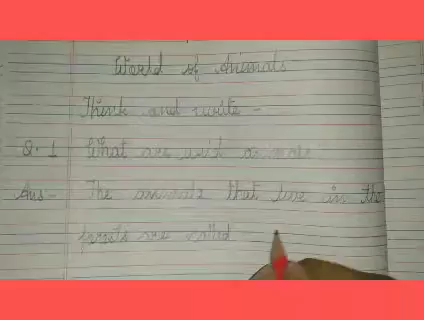 World of Animals
Think and write -
Q. 1 What are wild animals
Ans - The animals that live in the
forests are called